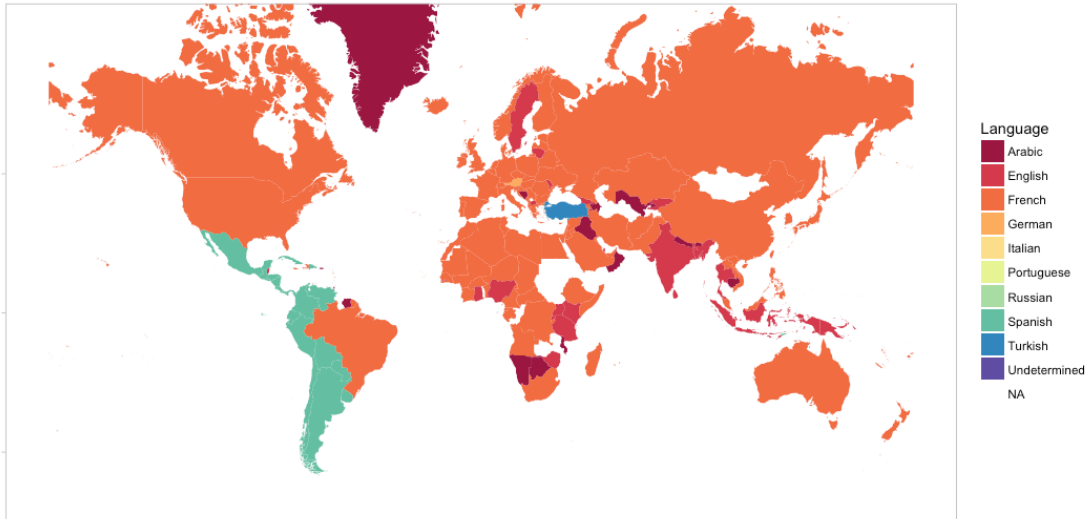 Language
Arabic
English
French
German
Italian
Portuguese
Russian
Spanish
Turkish
Undetermined
NA